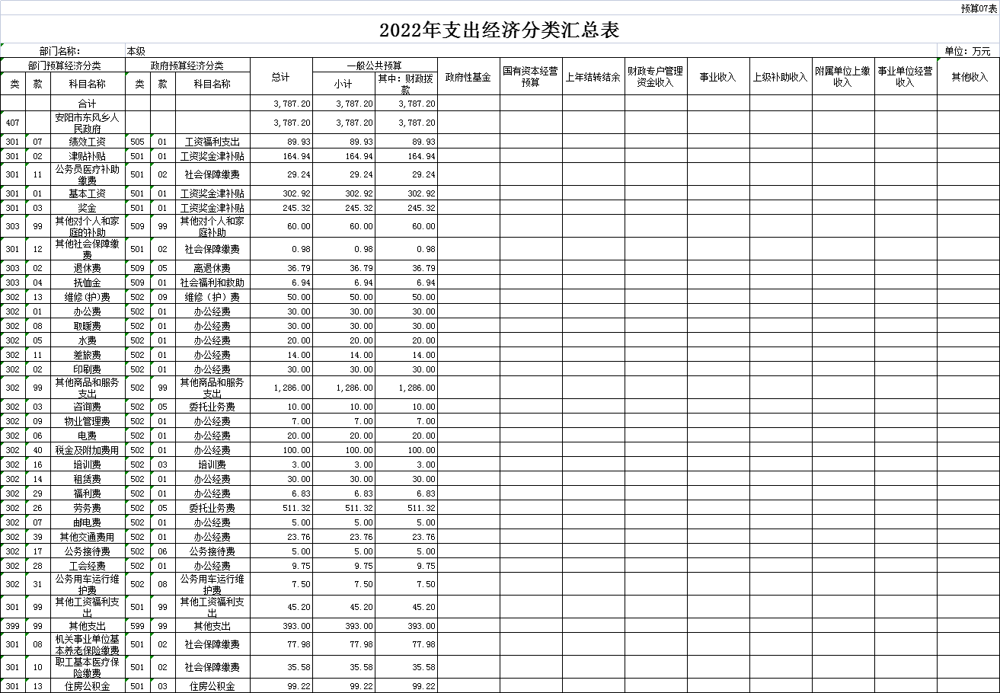 预算07表
2022年支出经济分类汇总表
部门名称: 本级 单位: 万元
部门预算经济分类 政府预算经济分类 总计 一般公共预算 政府性基金 国有资本经营预算 上年结转结余 财政专户管理资金收入 事业收入 上级补助收入 附属单位上缴收入 事业单位经营收入 其他收入
类 款 科目名称 类 款 科目名称 小计 其中: 财政拨款
合计 3,787.20 3,787.20 3,787.20
407 安阳市东风乡人民政府 3,787.20 3,787.20 3,787.20
301 07 绩效工资 505 01 工资福利支出 89.93 89.93 89.93
301 02 津贴补贴 501 01 工资奖金津补贴 164.94 164.94 164.94
301 11 公务员医疗补助缴费 501 02 社会保障缴费 29.24 29.24 29.24
301 01 基本工资 501 01 工资奖金津补贴 302.92 302.92 302.92
301 03 奖金 501 01 工资奖金津补贴 245.32 245.32 245.32
303 99 其他对个人和家庭的补助 509 99 其他对个人和家庭补助 60.00 60.00 60.00
301 12 其他社会保障缴费 501 02 社会保障缴费 0.98 0.98 0.98
303 02 退休费 509 05 离退休费 36.79 36.79 36.79
303 04 抚恤金 509 01 社会福利和救助 6.94 6.94 6.94
302 13 维修(护)费 502 09 维修（护）费 50.00 50.00 50.00
302 01 办公费 502 01 办公经费 30.00 30.00 30.00
302 08 取暖费 502 01 办公经费 30.00 30.00 30.00
302 05 水费 502 01 办公经费 20.00 20.00 20.00
302 11 差旅费 502 01 办公经费 14.00 14.00 14.00
302 02 印刷费 502 01 办公经费 30.00 30.00 30.00
302 99 其他商品和服务支出 502 99 其他商品和服务支出 1,286.00 1,286.00 1,286.00
302 03 咨询费 502 05 委托业务费 10.00 10.00 10.00
302 09 物业管理费 502 01 办公经费 7.00 7.00 7.00
302 06 电费 502 01 办公经费 20.00 20.00 20.00
302 40 税金及附加费用 502 01 办公经费 100.00 100.00 100.00
302 16 培训费 502 03 培训费 3.00 3.00 3.00
302 14 租赁费 502 01 办公经费 30.00 30.00 30.00
302 29 福利费 502 01 办公经费 6.83 6.83 6.83
302 26 劳务费 502 05 委托业务费 511.32 511.32 511.32
302 07 邮电费 502 01 办公经费 5.00 5.00 5.00
302 39 其他交通费用 502 01 办公经费 23.76 23.76 23.76
302 17 公务接待费 502 06 公务接待费 5.00 5.00 5.00
302 28 工会经费 502 01 办公经费 9.75 9.75 9.75
302 31 公务用车运行维护费 502 08 公务用车运行维护费 7.50 7.50 7.50
301 99 其他工资福利支出 501 99 其他工资福利支出 45.20 45.20 45.20
399 99 其他支出 599 99 其他支出 393.00 393.00 393.00
301 08 机关事业单位基本养老保险缴费 501 02 社会保障缴费 77.98 77.98 77.98
301 10 职工基本医疗保险缴费 501 02 社会保障缴费 35.58 35.58 35.58
301 13 住房公积金 501 03 住房公积金 99.22 99.22 99.22